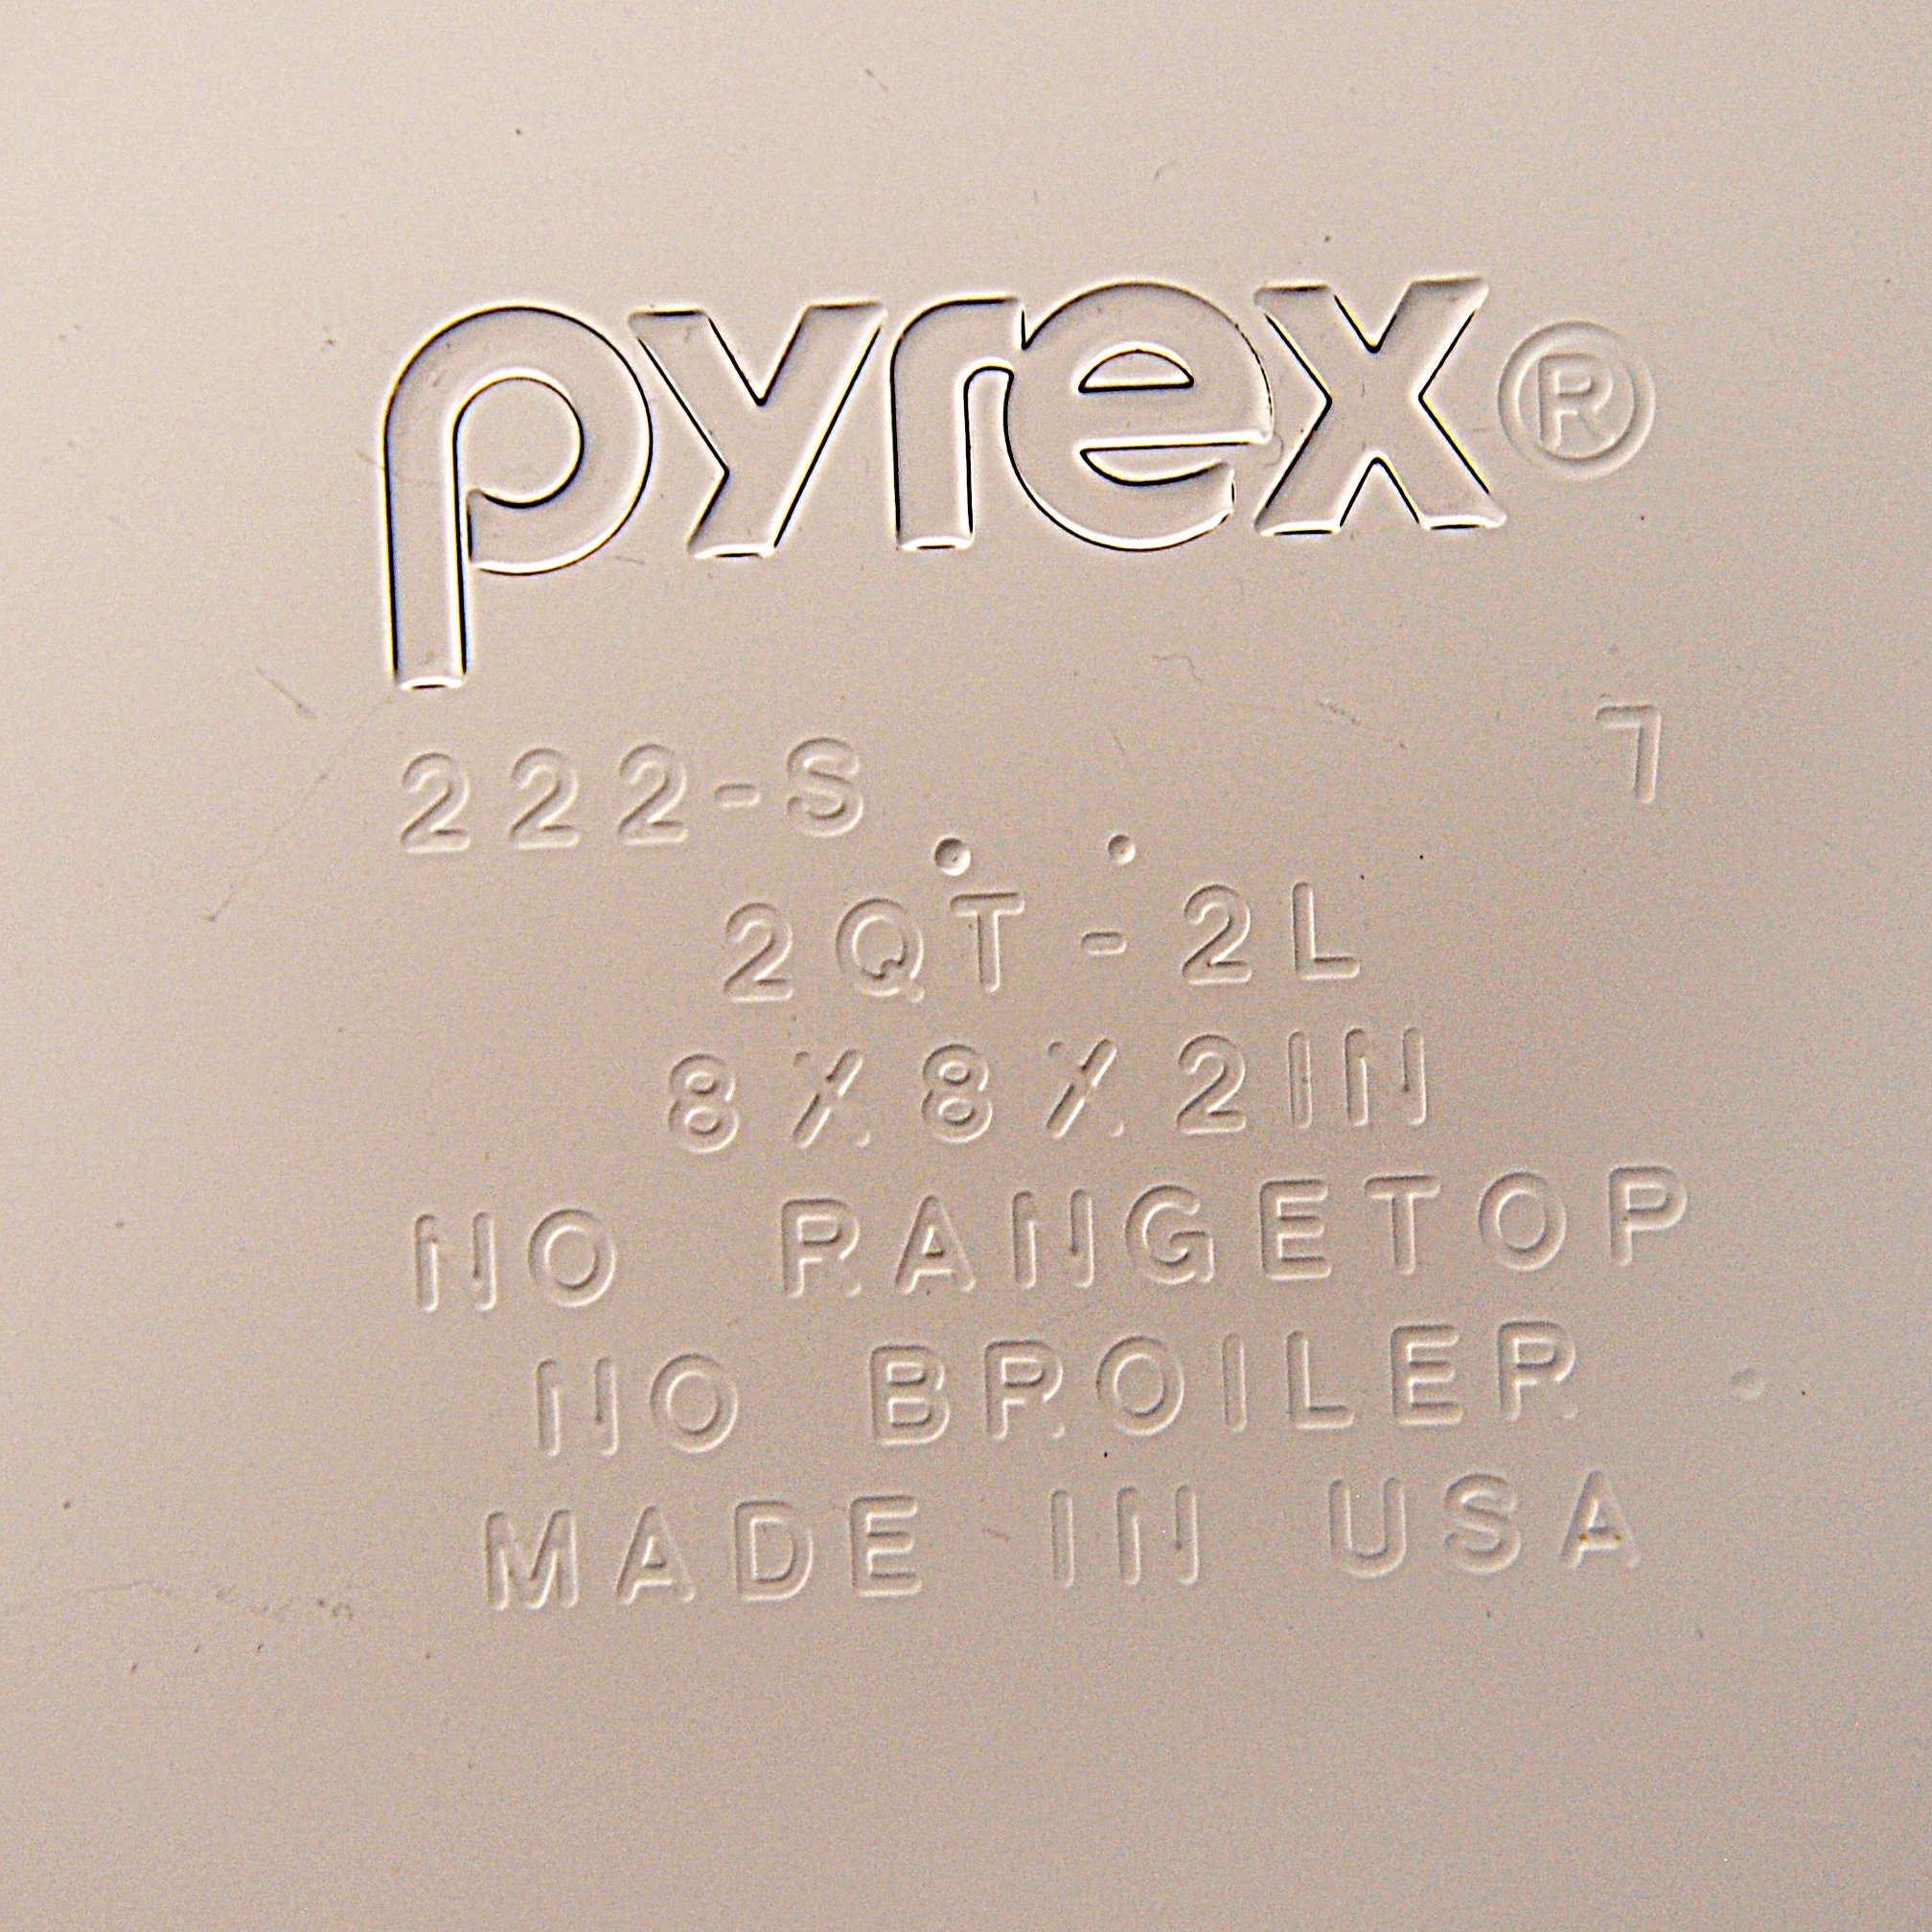 pyrex®
222-S 7
2QT - 2L
8X8X2IN
NO RANGETOP
NO BROILER
MADE IN USA